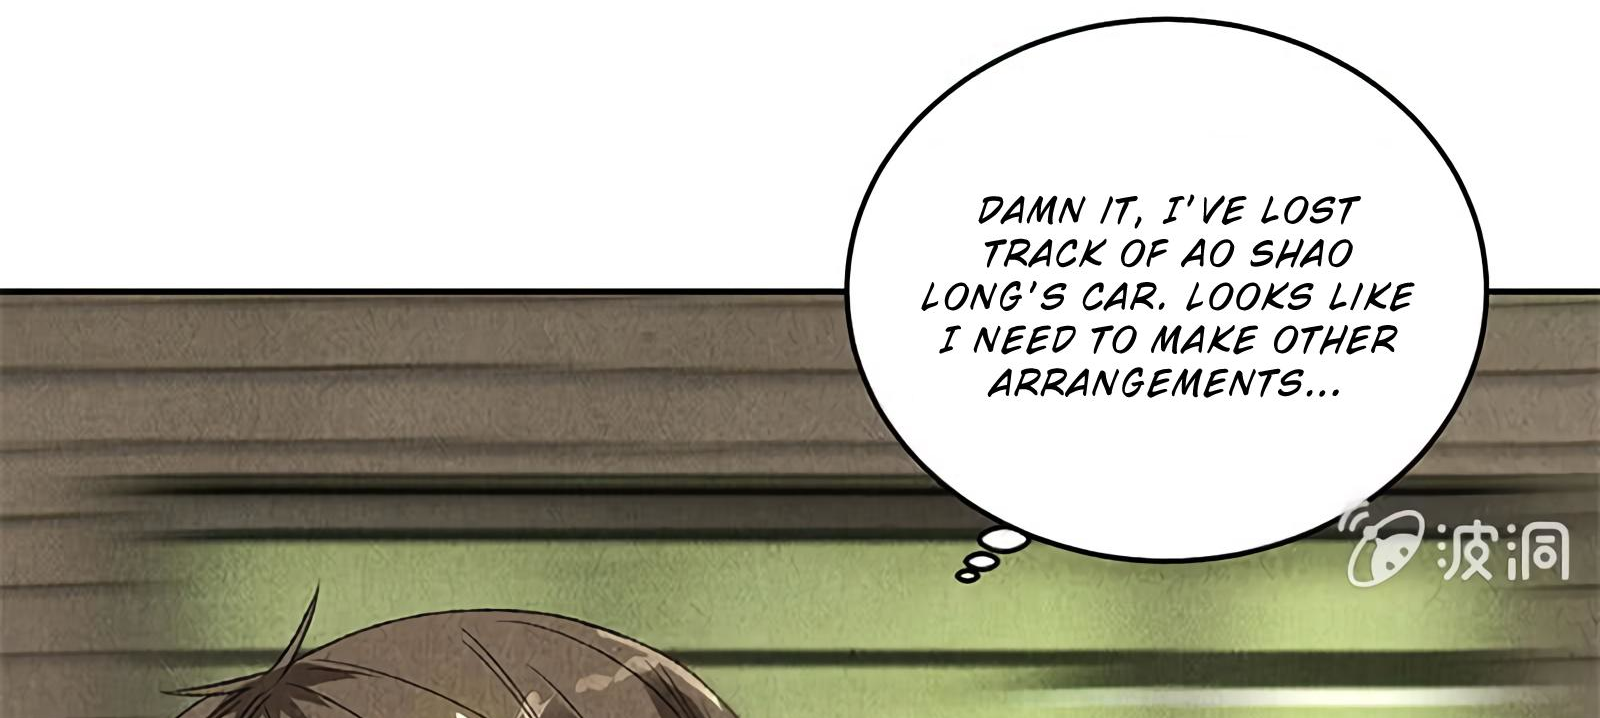 DAMN IT, I'VE LOST
TRACK OF AO SHAO
LONG'S CAR. LOOKS LIKE
I NEED TO MAKE OTHER
ARRANGEMENTS...
波洞